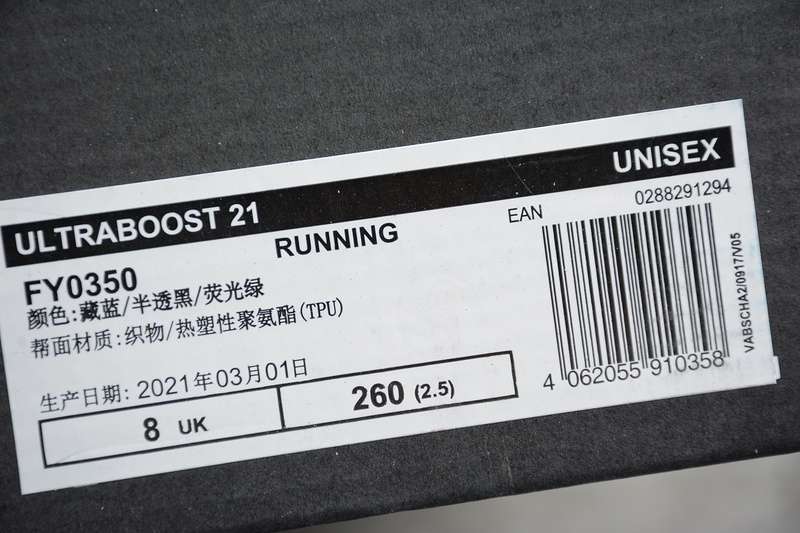 ULTRABOOST 21
UNISEX
RUNNING
EAN
0288291294
FY0350
颜色:藏蓝/半透黑/荧光绿
帮面材质:织物/热塑性聚氨酯(TPU)
生产日期: 2021年03月01日
8 UK
260 (2.5)
4 062055 910358
VABSCHA2/0917/V05